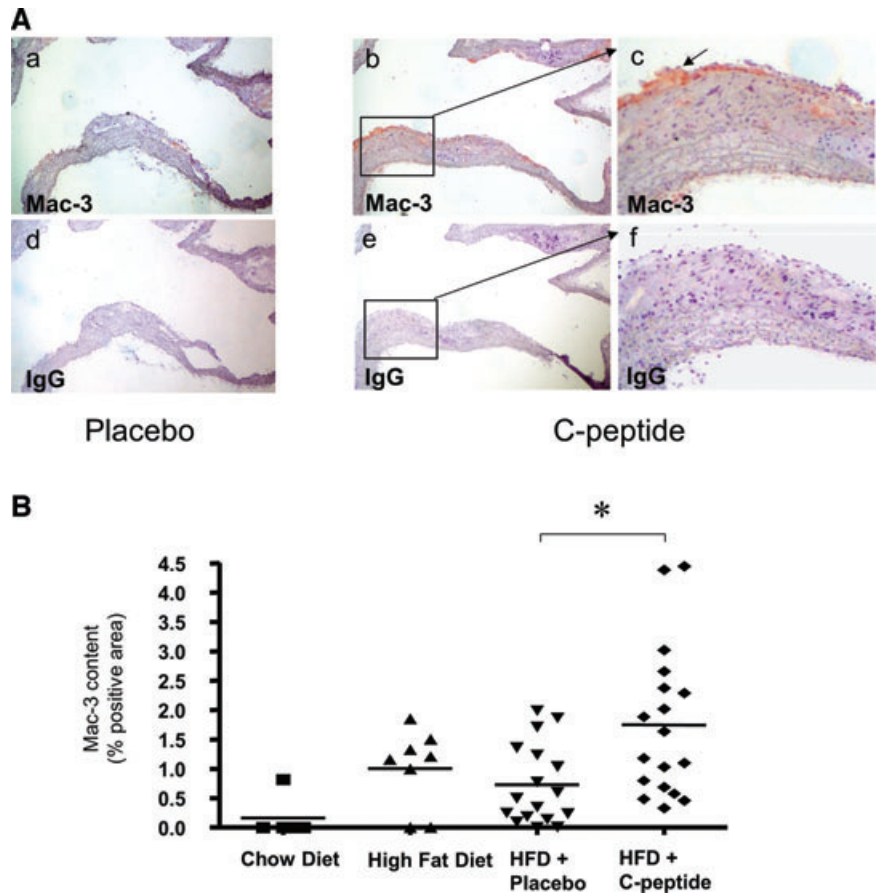 A
a
b
c
Mac-3
Mac-3
Mac-3
d
e
f
IgG
IgG
IgG
Placebo
C-peptide
B
*
Mac-3 content
(% positive area)
4.5
4.0
3.5
3.0
2.5
2.0
1.5
1.0
0.5
0.0
Chow Diet
High Fat Diet
HFD +
Placebo
HFD +
C-peptide